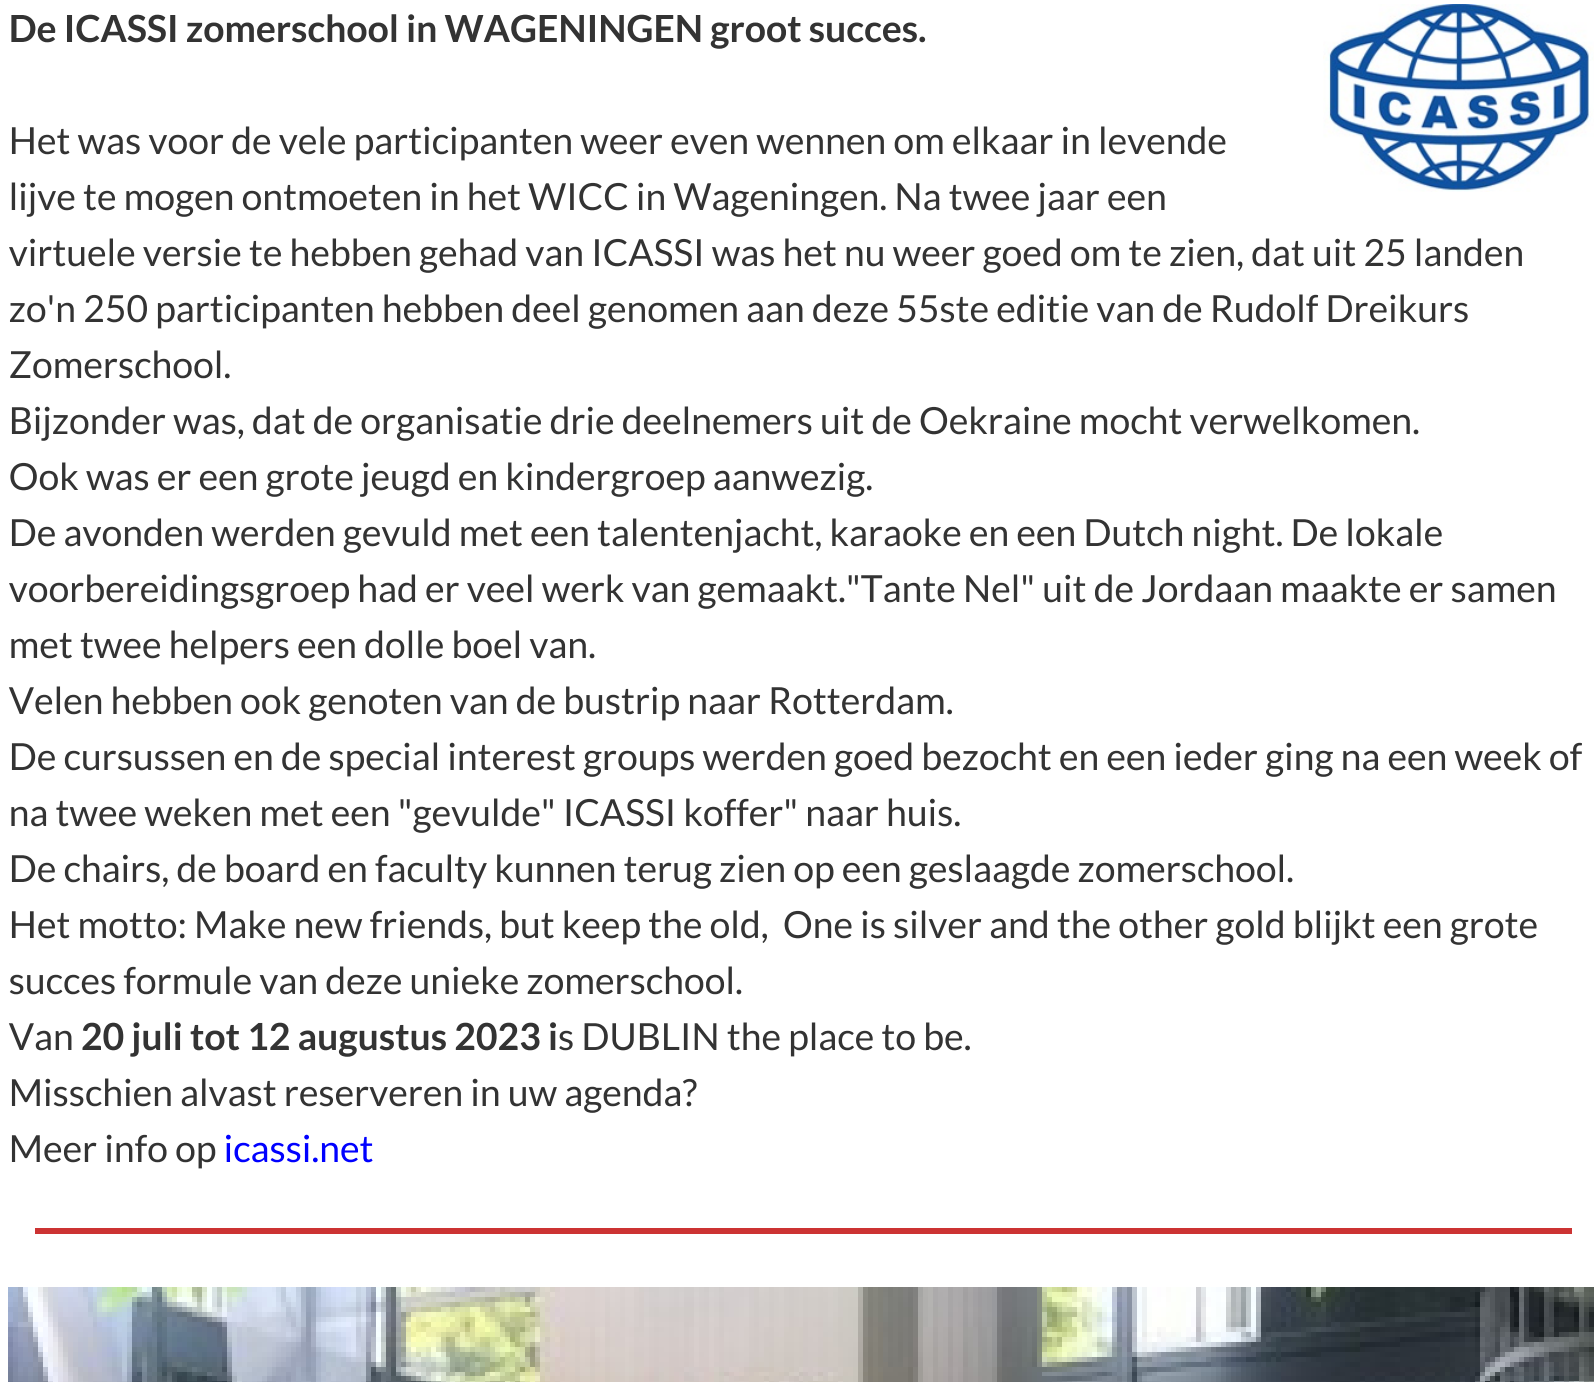 De ICASSI zomerschool in WAGENINGEN groot succes.
ICASSI
Het was voor de vele participanten weer even wennen om elkaar in levende
lijve te mogen ontmoeten in het WICC in Wageningen. Na twee jaar een
virtuele versie te hebben gehad van ICASSI was het nu weer goed om te zien, dat uit 25 landen
zo'n 250 participanten hebben deel genomen aan deze 55ste editie van de Rudolf Dreikurs
Zomerschool.
Bijzonder was, dat de organisatie drie deelnemers uit de Oekraine mocht verwelkomen.
Ook was er een grote jeugd en kindergroep aanwezig.
De avonden werden gevuld met een talentenjacht, karaoke en een Dutch night. De lokale
voorbereidingsgroep had er veel werk van gemaakt."Tante Nel" uit de Jordaan maakte er samen
met twee helpers een dolle boel van.
Velen hebben ook genoten van de bustrip naar Rotterdam.
De cursussen en de special interest groups werden goed bezocht en een ieder ging na een week of
na twee weken met een "gevulde" ICASSI koffer" naar huis.
De chairs, de board en faculty kunnen terug zien op een geslaagde zomerschool.
Het motto: Make new friends, but keep the old,  One is silver and the other gold blijkt een grote
succes formule van deze unieke zomerschool.
Van 20 juli tot 12 augustus 2023 is DUBLIN the place to be.
Misschien alvast reserveren in uw agenda?
Meer info op icassi.net